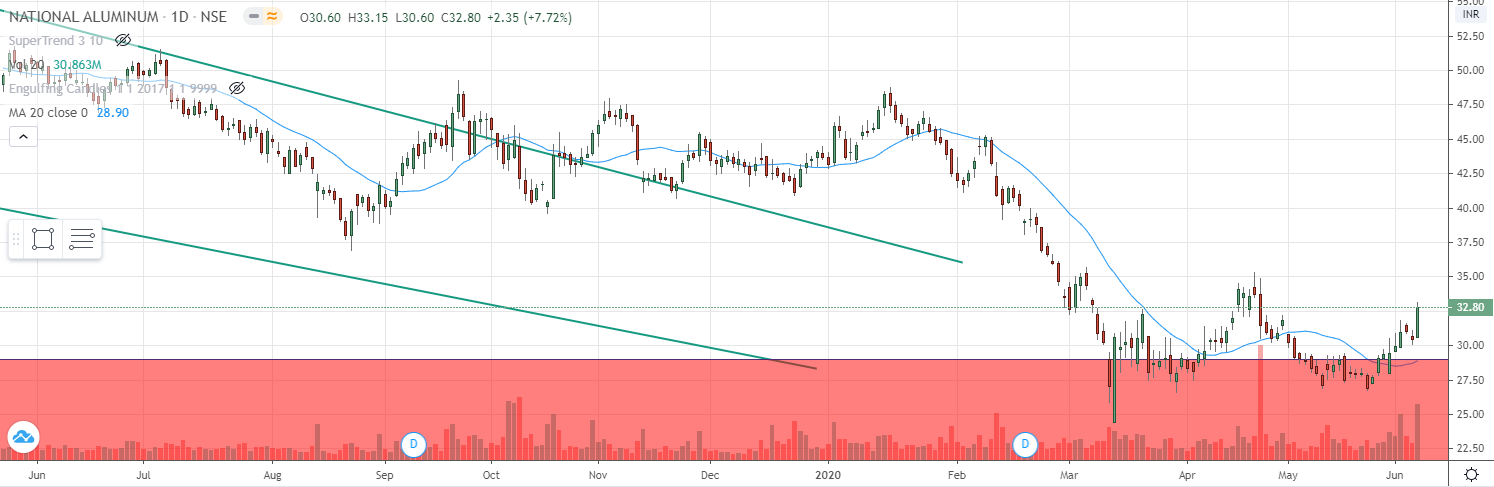 NATIONAL ALUMINUM · 1D · NSE O30.60 H33.15 L30.60 C32.80 +2.35 (+7.72%)
SuperTrend 3 10
Vol 20 30.863M
Engulfing Candles 1 1 2017 1 1 9999
MA 20 close 0 28.90
55.00
INR
52.50
50.00
47.50
45.00
42.50
40.00
37.50
35.00
32.80
30.00
27.50
25.00
22.50
D D
Jun Jul Aug Sep Oct Nov Dec 2020 Feb Mar Apr May Jun